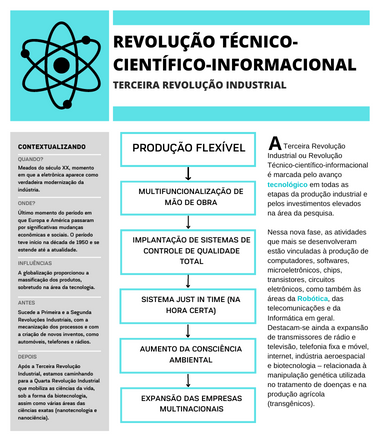 REVOLUÇÃO TÉCNICO-
CIENTÍFICO-INFORMACIONAL
TERCEIRA REVOLUÇÃO INDUSTRIAL
CONTEXTUALIZANDO
QUANDO?
Meados do século XX, momento
em que a eletrônica aparece como
verdadeira modernização da
indústria.
ONDE?
Último momento do período em
que Europa e América passaram
por significativas mudanças
econômicas e sociais. O período
teve início na década de 1950 e se
estende até a atualidade.
INFLUÊNCIAS
A globalização proporcionou a
massificação dos produtos,
sobretudo na área da tecnologia.
ANTES
Sucede a Primeira e a Segunda
Revoluções Industriais, com a
mecanização dos processos e com
a criação de novos inventos, como
automóveis, telefones e rádios.
DEPOIS
Após a Terceira Revolução
Industrial, estamos caminhando
para a Quarta Revolução Industrial
que mobiliza as ciências da vida,
sob a forma da biotecnologia,
assim como várias áreas das
ciências exatas (nanotecnologia e
nanociência).
PRODUÇÃO FLEXÍVEL
MULTIFUNCIONALIZAÇÃO DE
MÃO DE OBRA
IMPLANTAÇÃO DE SISTEMAS DE
CONTROLE DE QUALIDADE
TOTAL
SISTEMA JUST IN TIME (NA
HORA CERTA)
AUMENTO DA CONSCIÊNCIA
AMBIENTAL
EXPANSÃO DAS EMPRESAS
MULTINACIONAIS
A Terceira Revolução
Industrial ou Revolução
Técnico-científico-informacional
é marcada pelo avanço
tecnológico em todas as
etapas da produção industrial e
pelos investimentos elevados
na área da pesquisa.
Nessa nova fase, as atividades
que mais se desenvolveram
estão vinculadas à produção de
computadores, softwares,
microeletrônicos, chips,
transistores, circuitos
eletrônicos, como também às
áreas da Robótica, das
telecomunicações e da
Informática em geral.
Destacam-se ainda a expansão
de transmissores de rádio e
televisão, telefonia fixa e móvel,
internet, indústria aeroespacial
e biotecnologia – relacionada à
manipulação genética utilizada
no tratamento de doenças e na
produção agrícola
(transgênicos).